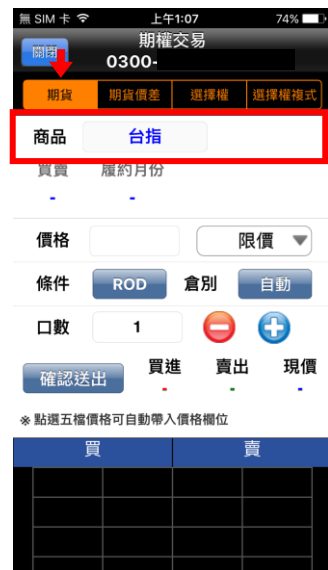 無 SIM 卡 上午1:07 74%
關閉 期權交易
0300-
期貨 期貨價差 選擇權 選擇權複式
商品 台指
買賣 履約月份
- -
價格 限價
條件 ROD 倉別 自動
口數 1
確認送出 買進 賣出 現價
- - -
※ 點選五檔價格可自動帶入價格欄位
買 賣